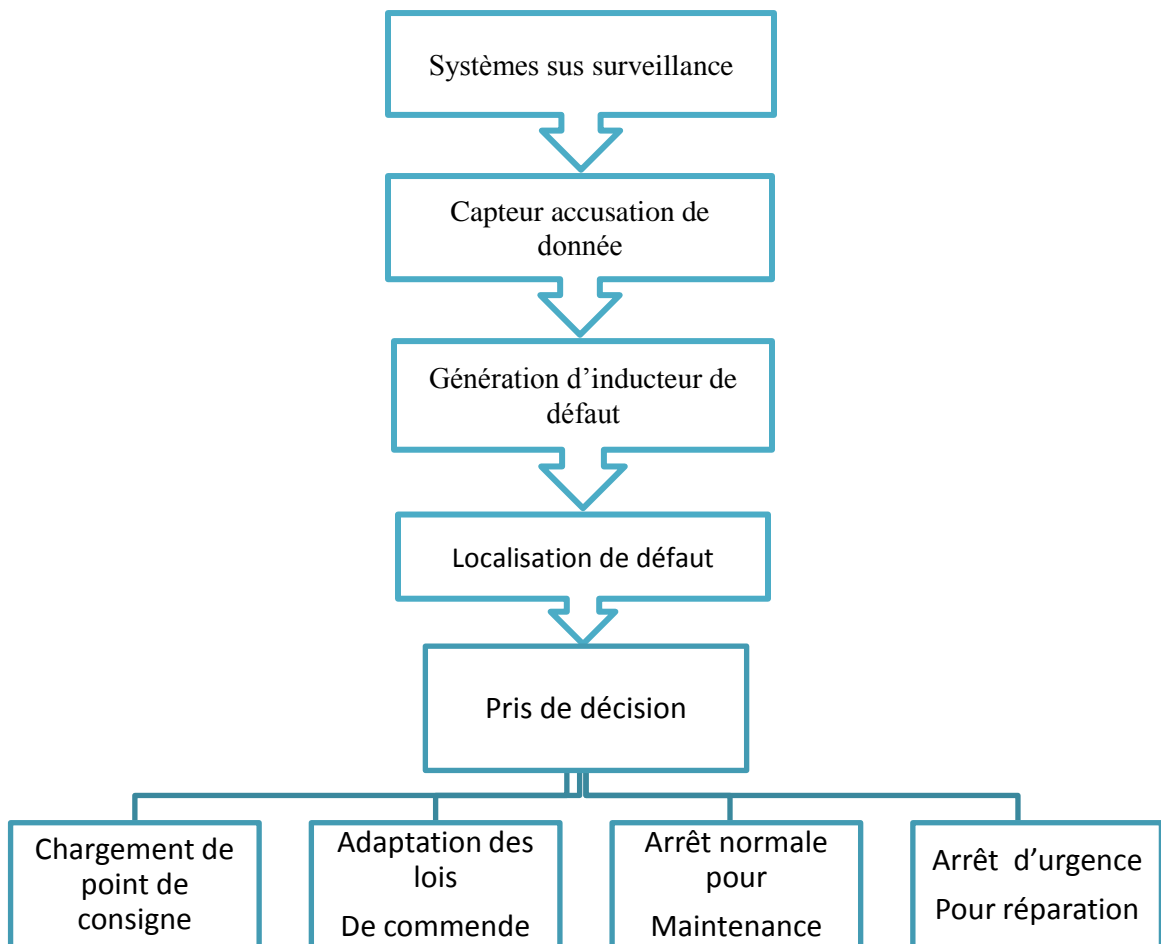 Systèmes sus surveillance
Capteur accusation de
donnée
Génération d’inducteur de
défaut
Localisation de défaut
Pris de décision
Chargement de
point de
consigne
Adaptation des
lois
De commende
Arrêt normale
pour
Maintenance
Arrêt d’urgence
Pour réparation